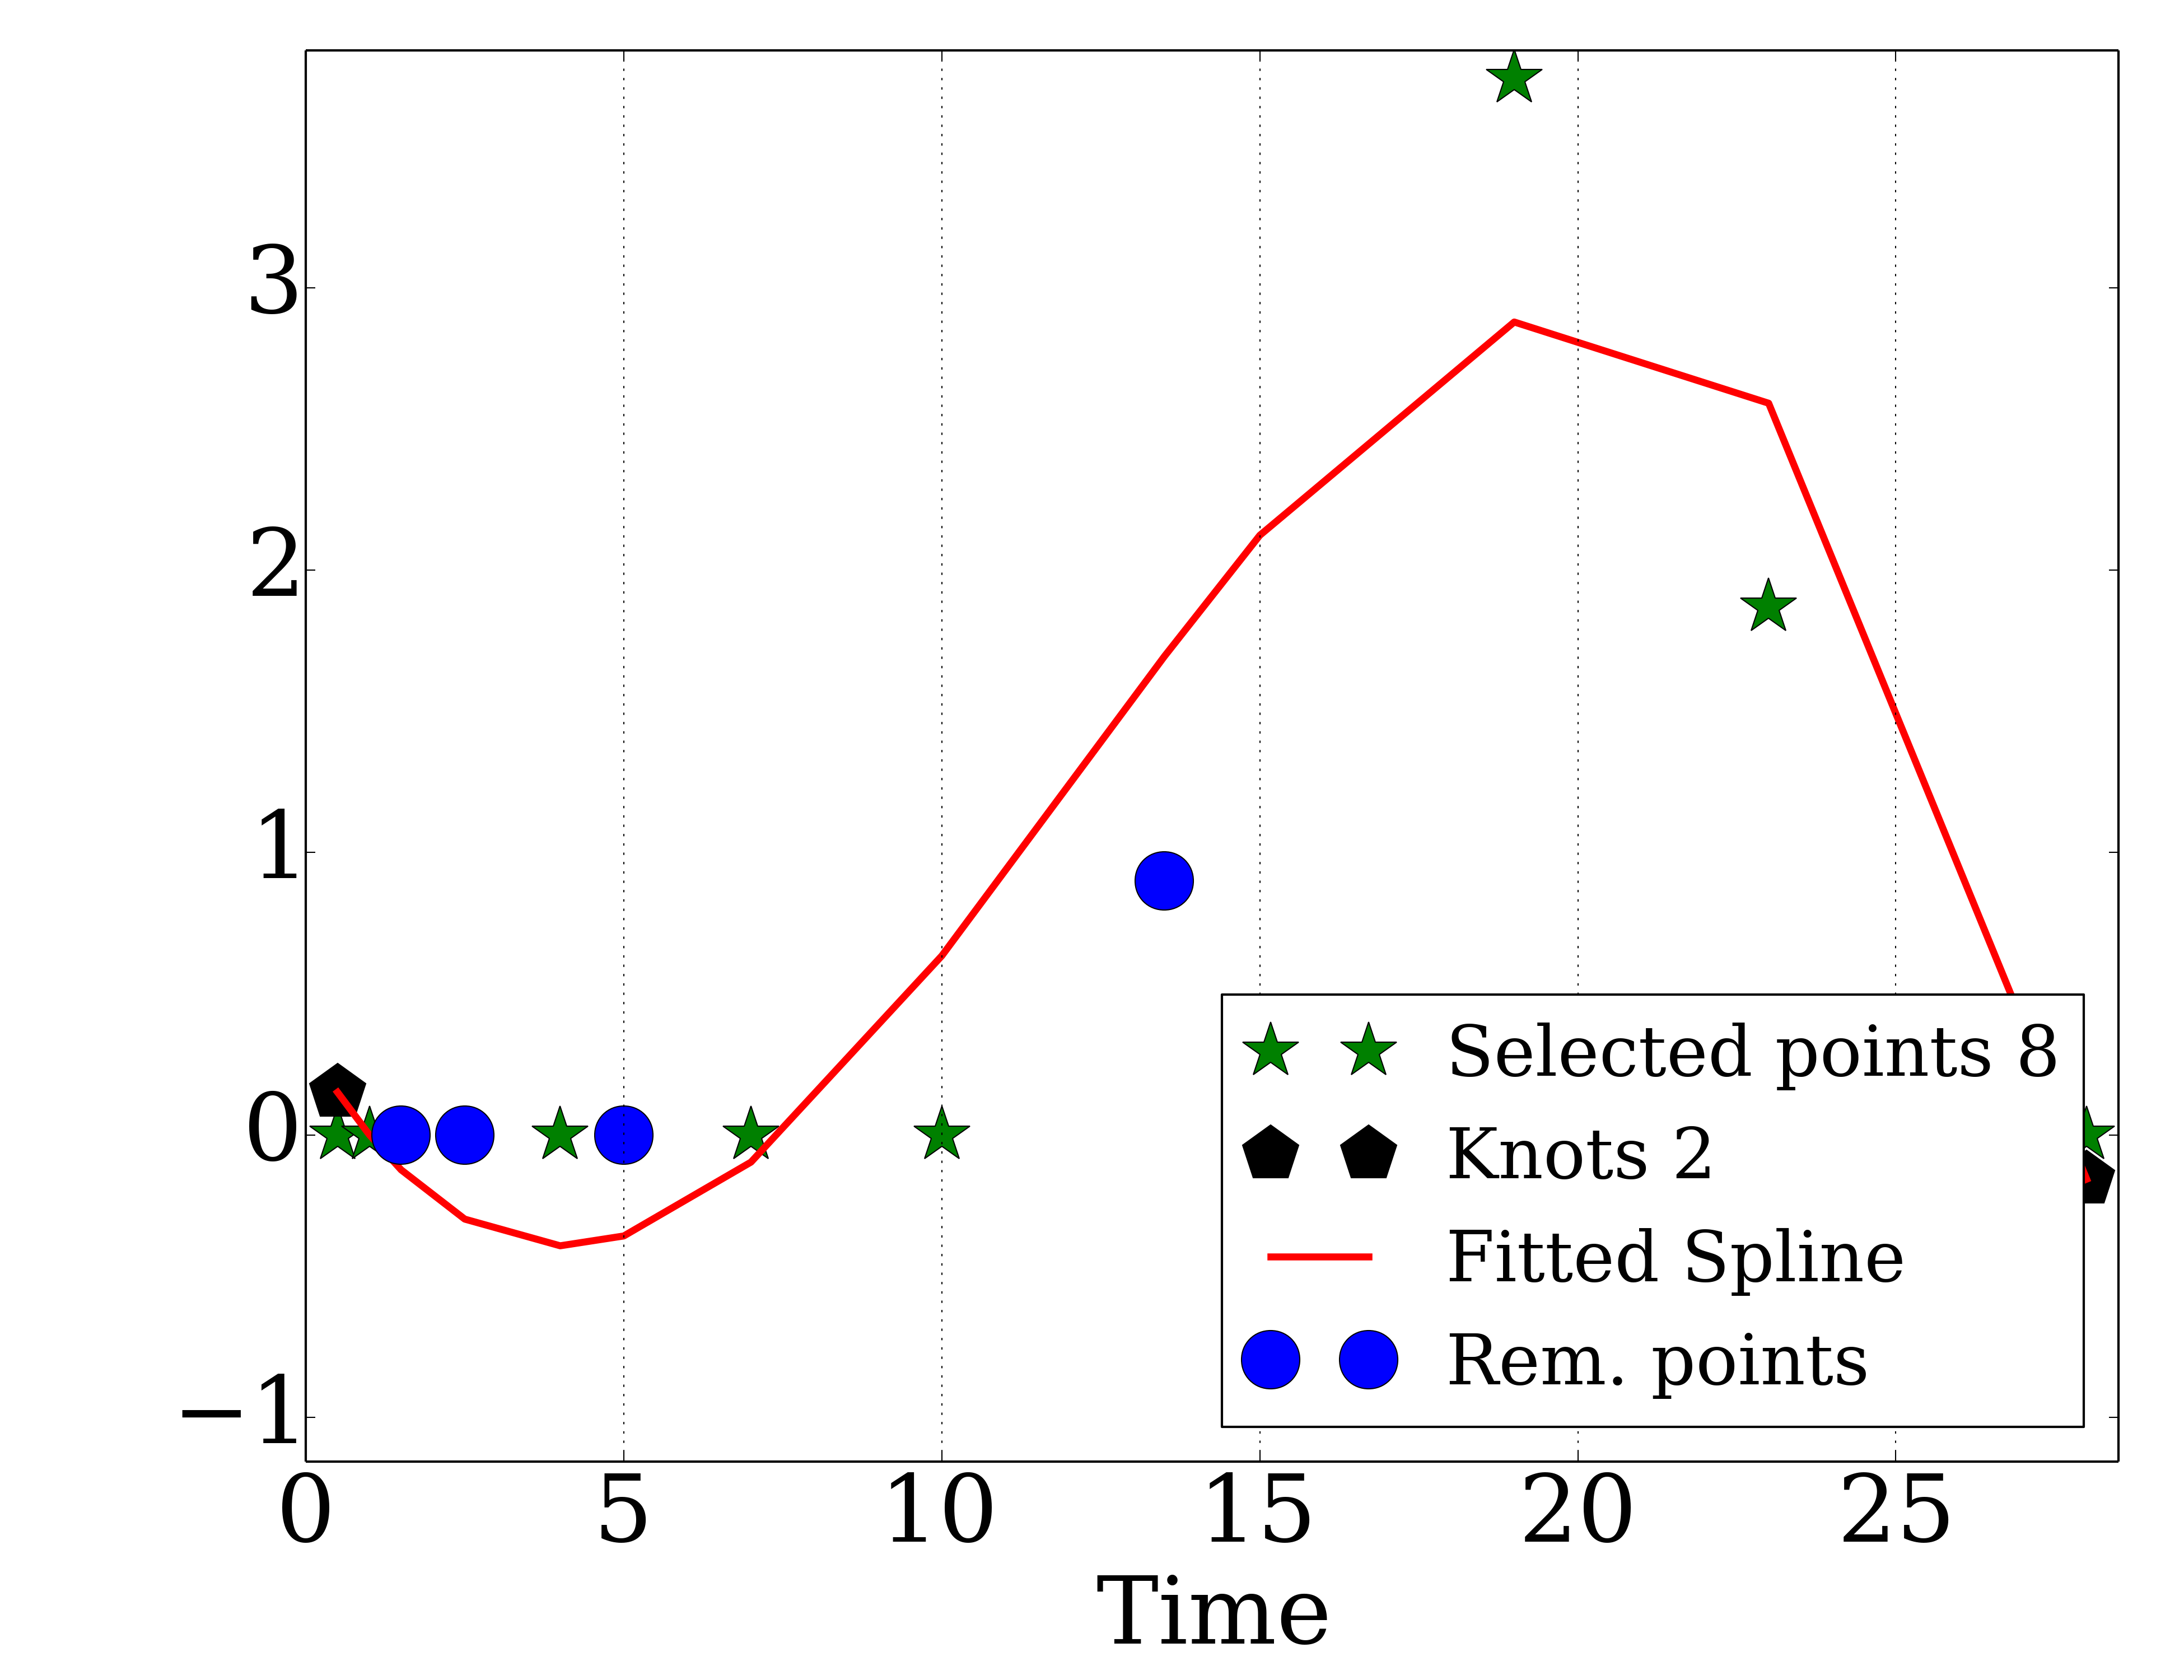 3
2
1
0
−1
Selected points 8
Knots 2
Fitted Spline
Rem. points
0 5 10 15 20 25
Time